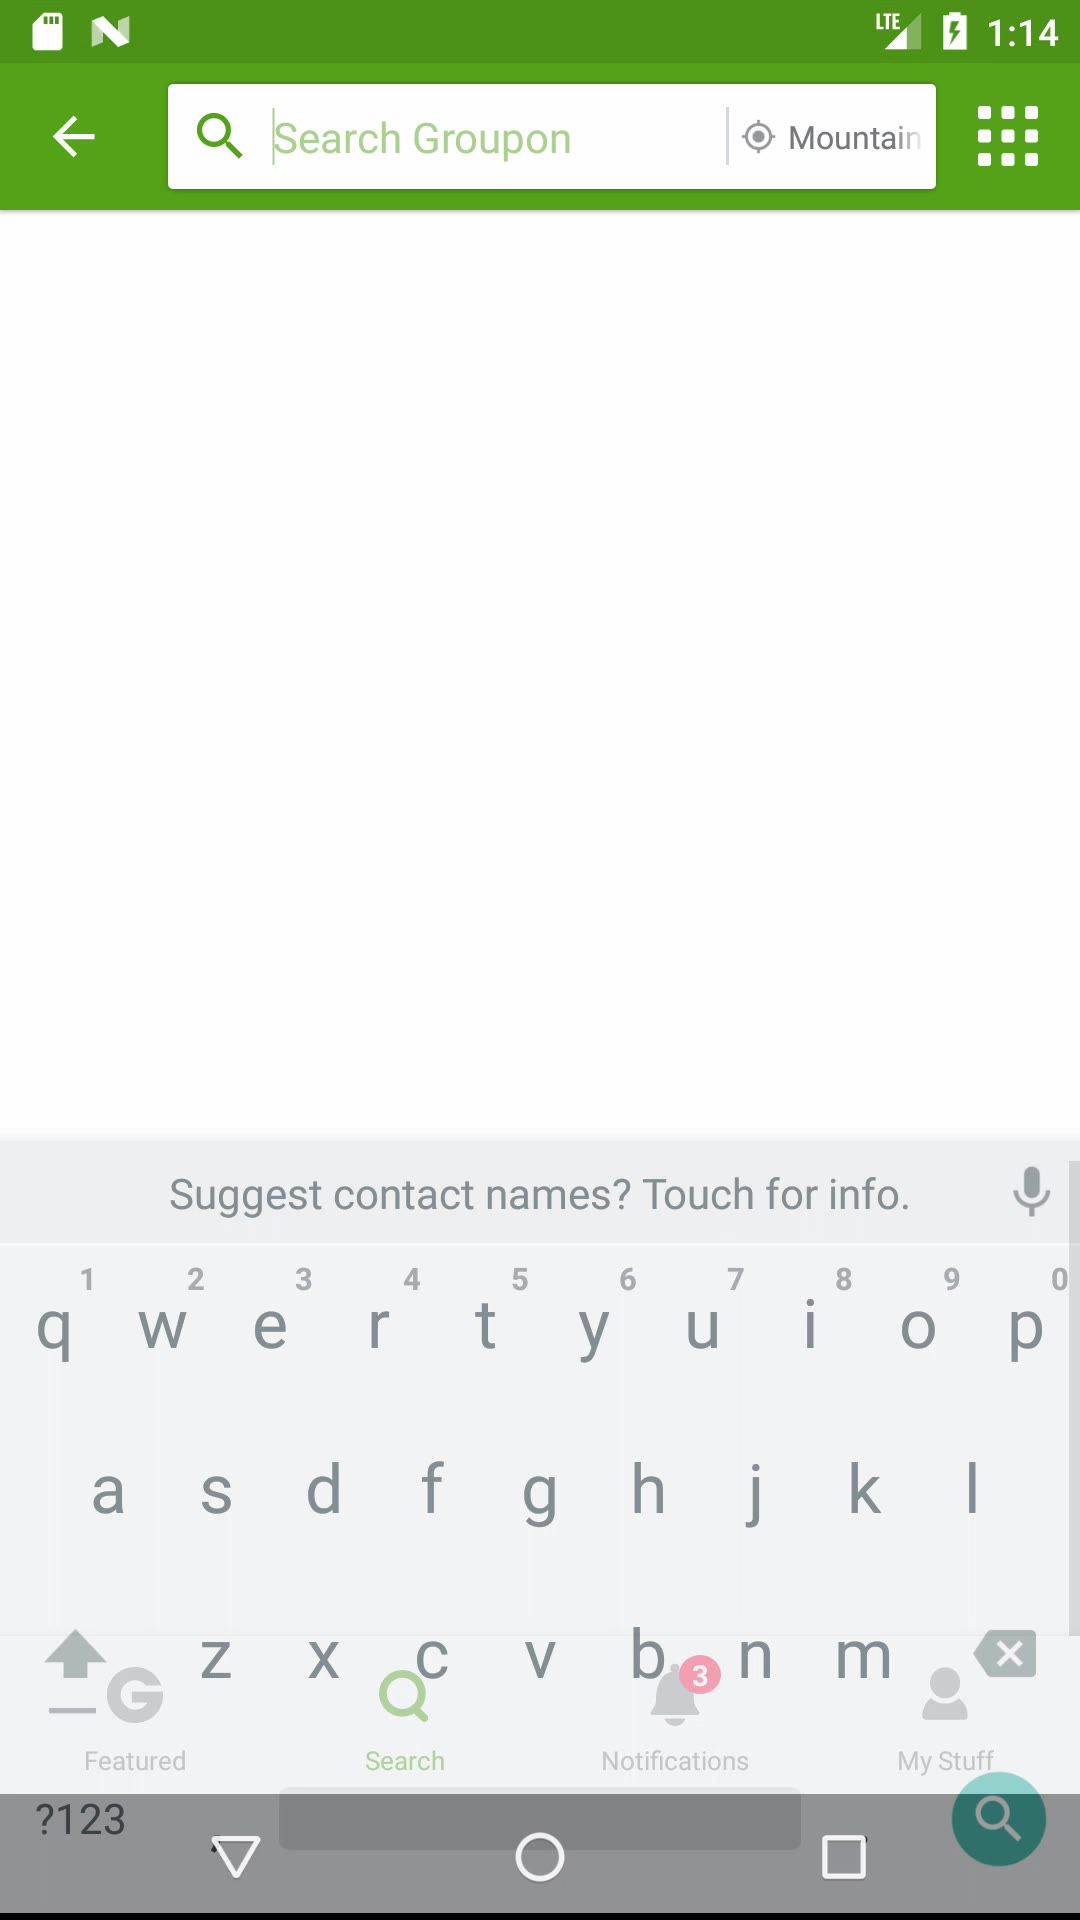 LTE 1:14
Search Groupon Mountain
Suggest contact names? Touch for info.
1 2 3 4 5 6 7 8 9 0
q w e r t y u i o p
a s d f g h j k l
z x c v b n m
3
Featured Search Notifications My Stuff
?123